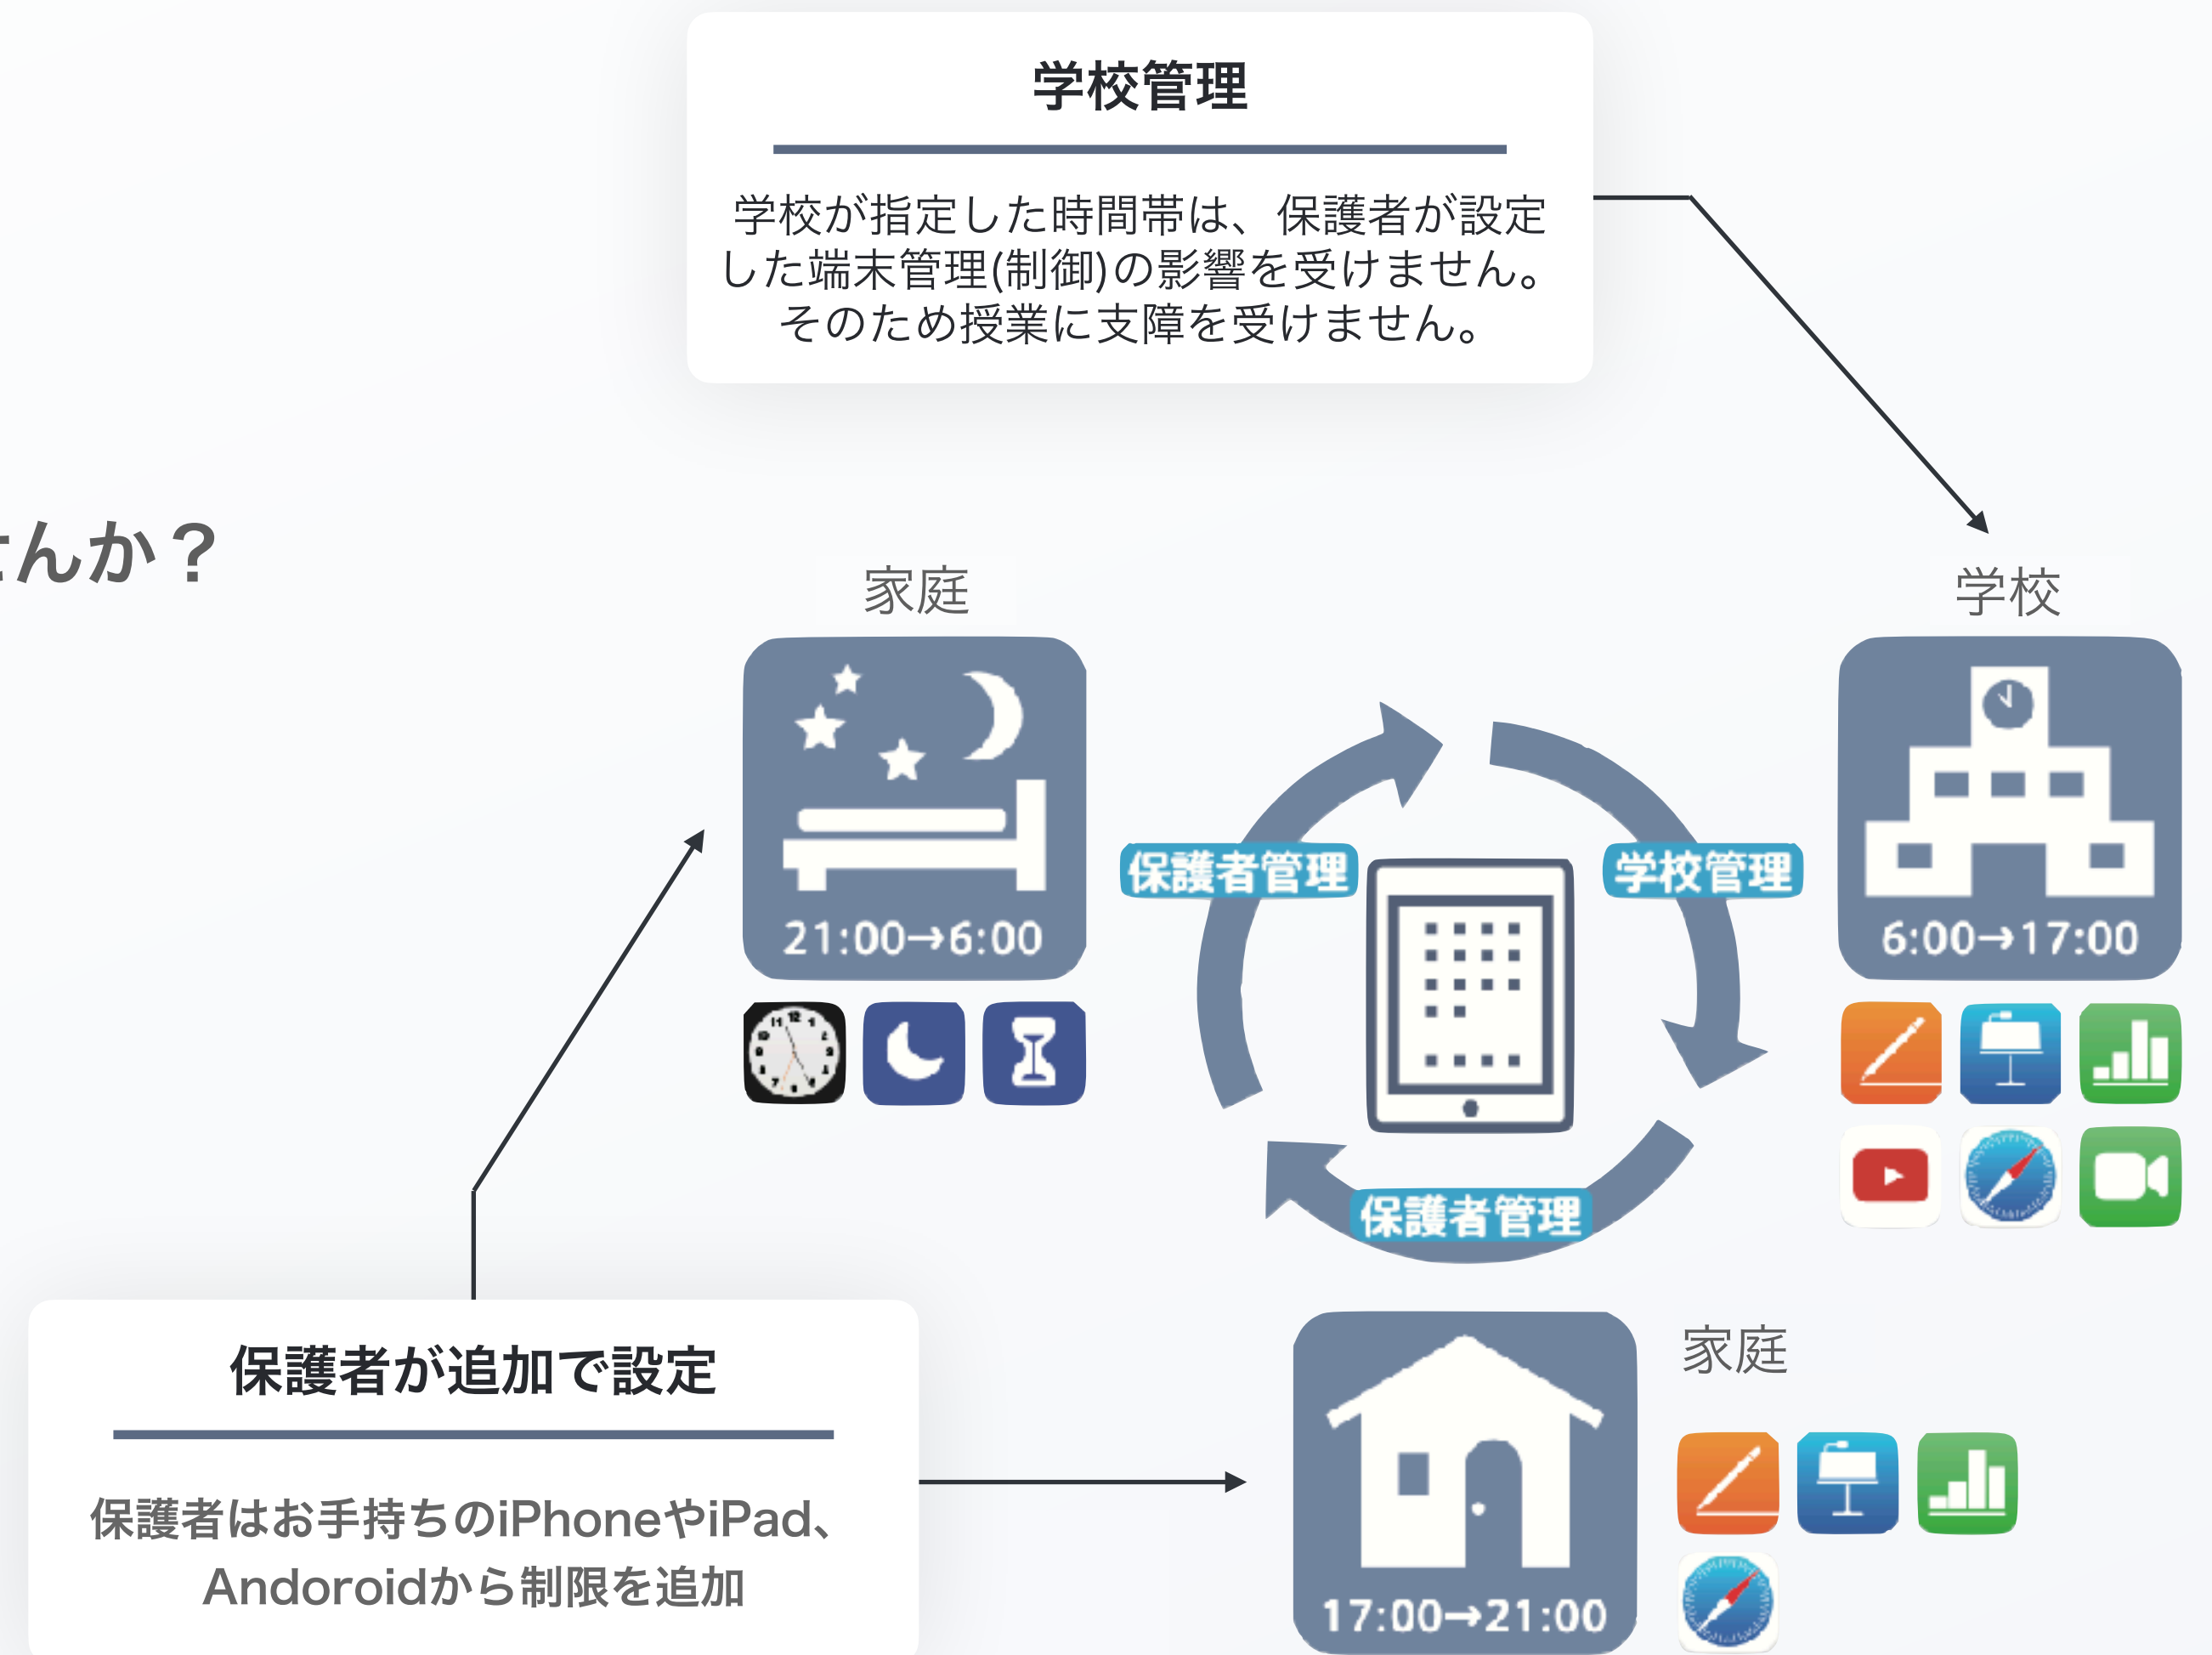 学校管理
学校が指定した時間帯は、保護者が設定
した端末管理(制御)の影響を受けません。
そのため授業に支障を受けません。
せんか？
家庭
学校
21:00→6:00
6:00→17:00
保護者管理
学校管理
保護者管理
保護者が追加で設定
保護者はお手持ちのiPhoneやiPad、
Andoroidから制限を追加
家庭
17:00→21:00